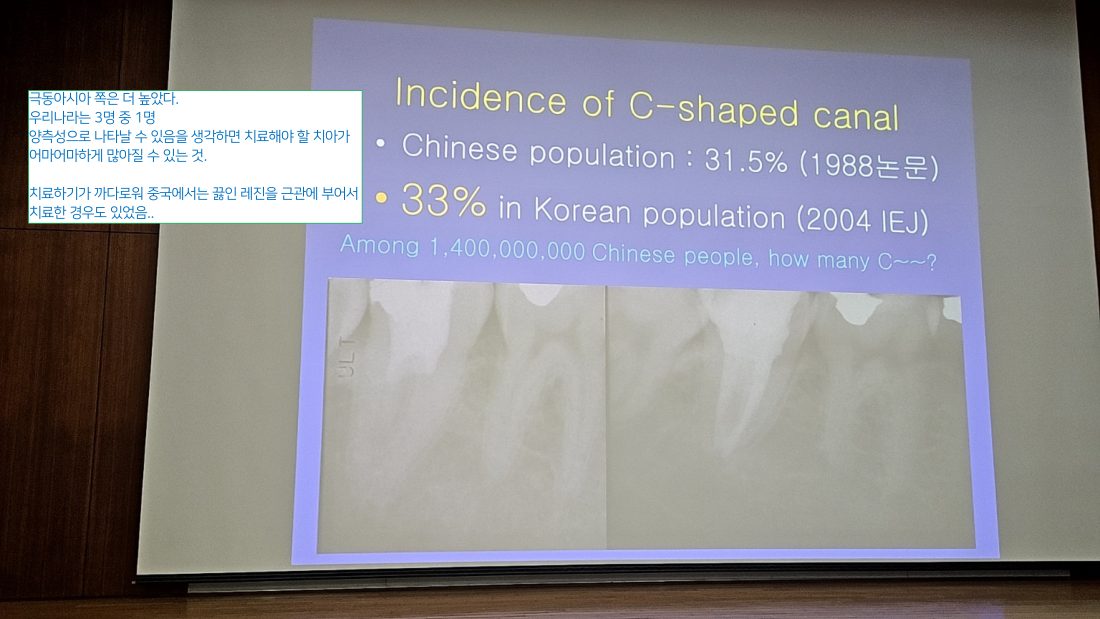 극동아시아 쪽은 더 높았다.
우리나라는 3명 중 1명
양측성으로 나타날 수 있음을 생각하면 치료해야 할 치아가
어마어마하게 많아질 수 있는 것.
치료하기가 까다로워 중국에서는 끓인 레진을 근관에 부어서
치료한 경우도 있었음..
Incidence of C-shaped canal
• Chinese population : 31.5% (1988논문)
• 33% in Korean population (2004 IEJ)
Among 1,400,000,000 Chinese people, how many C~~?
ULT